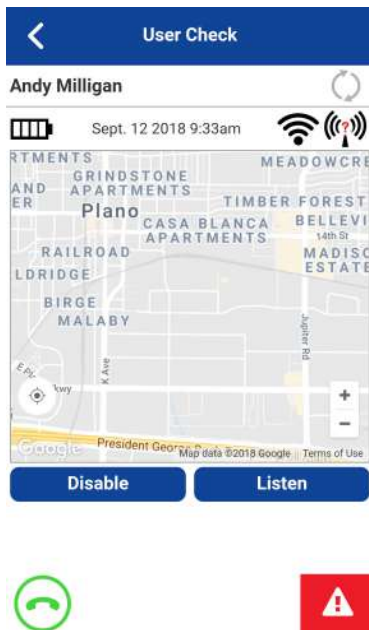 User Check
Andy Milligan
Sept. 12 2018 9:33am
?
RTMENTS
MEADOWCRE
GRINDSTONE
APARTMENTS
AND
ER
TIMBER FOREST
Plano
CASA BLANCA
APARTMENTS
BELLEVI
14th St
RAILROAD
MADISO
ESTATE
LDRIDGE
BIRGE
MALABY
Jupiter Rd
K Ave
kwy
+
−
Google
President George
Map data ©2018 Google
Terms of Use
Disable
Listen